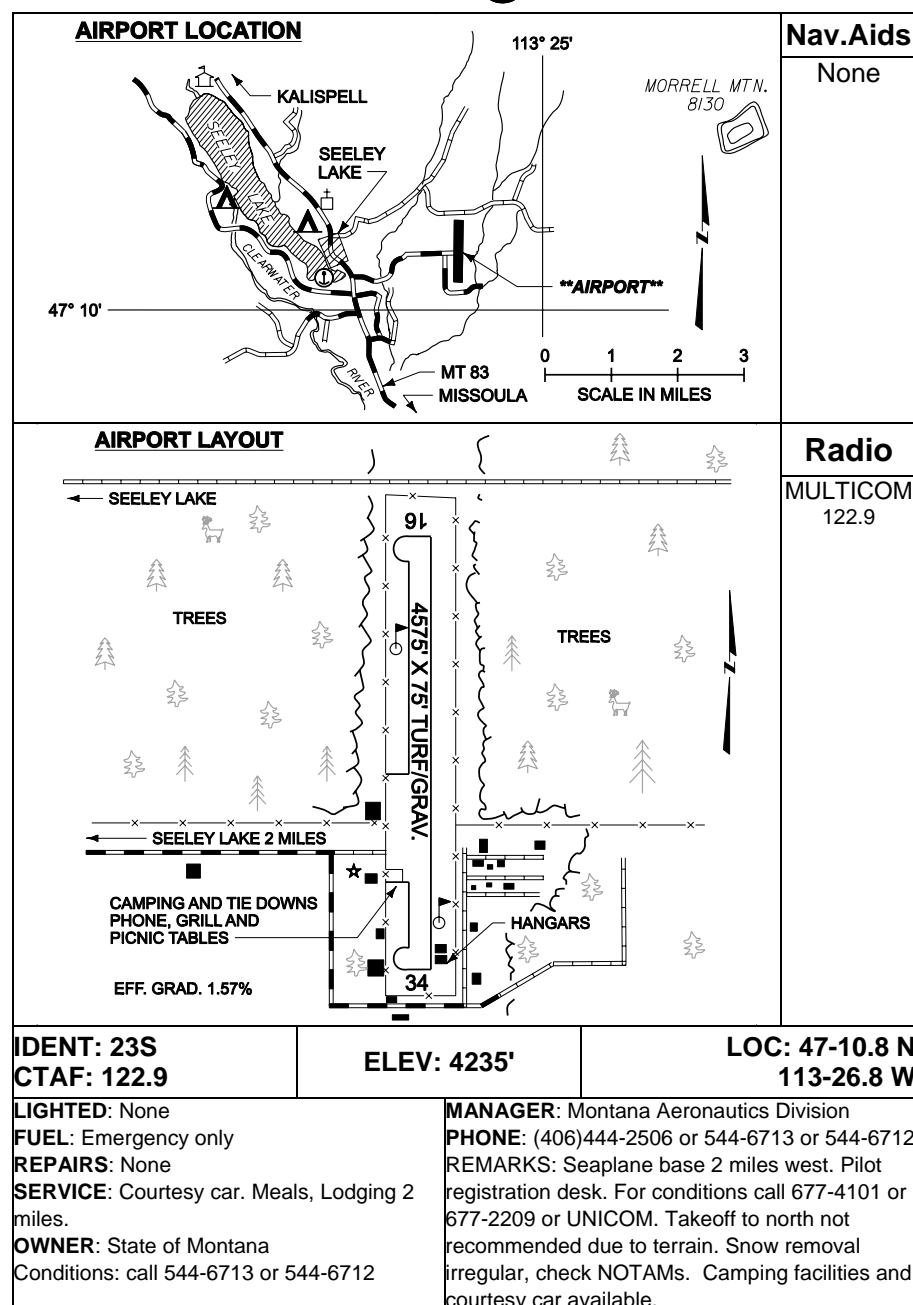 AIRPORT LOCATION
113° 25'
Nav.Aids
None
KALISPELL
MORRELL MTN.
8130
SEELEY
LAKE
SEELEY LAKE
CLEARWATER
RIVER
N
**AIRPORT**
47° 10'
0 1 2 3
SCALE IN MILES
MT 83
MISSOULA
AIRPORT LAYOUT
Radio
MULTICOM
122.9
SEELEY LAKE
16
4575' X 75' TURF/GRAV.
TREES
TREES
N
SEELEY LAKE 2 MILES
CAMPING AND TIE DOWNS
PHONE, GRILL AND
PICNIC TABLES
HANGARS
EFF. GRAD. 1.57%
34
IDENT: 23S
CTAF: 122.9
ELEV: 4235'
LOC: 47-10.8 N
113-26.8 W
LIGHTED: None
FUEL: Emergency only
REPAIRS: None
SERVICE: Courtesy car. Meals, Lodging 2
miles.
OWNER: State of Montana
Conditions: call 544-6713 or 544-6712
MANAGER: Montana Aeronautics Division
PHONE: (406)444-2506 or 544-6713 or 544-6712
REMARKS: Seaplane base 2 miles west. Pilot
registration desk. For conditions call 677-4101 or
677-2209 or UNICOM. Takeoff to north not
recommended due to terrain. Snow removal
irregular, check NOTAMs. Camping facilities and
courtesy car available.